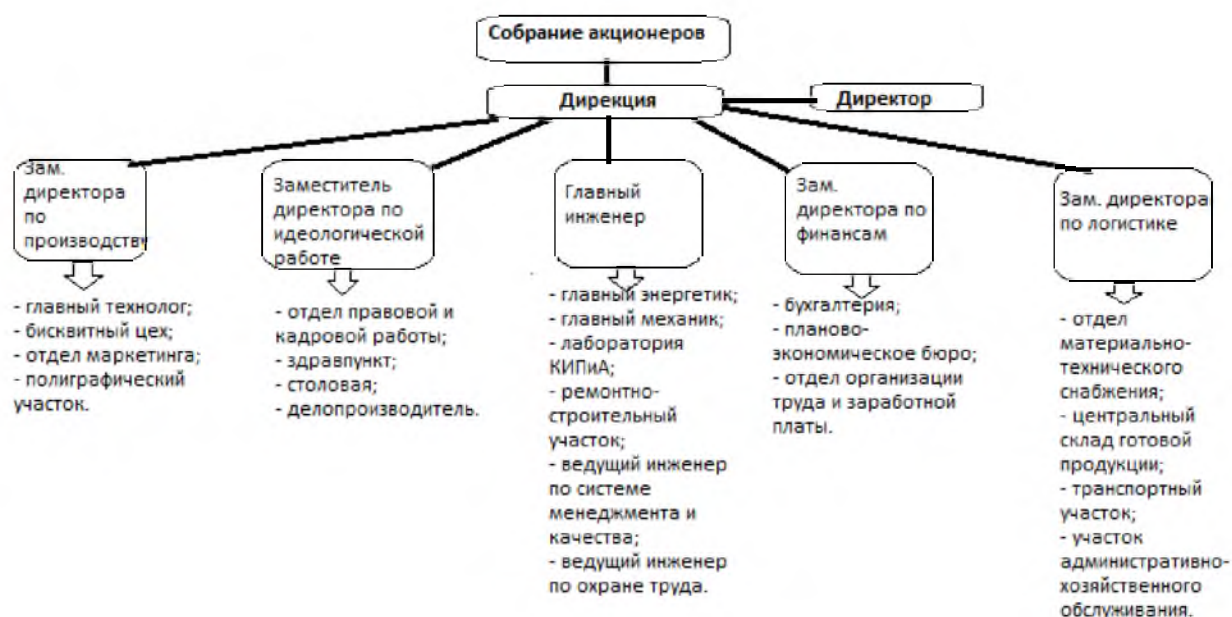 Собрание акционеров
Дирекция
Директор
Зам.
директора
по
производству
Заместитель
директора по
идеологической
работе
Главный
инженер
Зам.
директора по
финансам
Зам. директора
по логистике
- главный технолог;
- бисквитный цех;
- отдел маркетинга;
- полиграфический
участок.
- отдел правовой и
кадровой работы;
- здравпункт;
- столовая;
- делопроизводитель.
- главный энергетик;
- главный механик;
- лаборатория
КИПиА;
- ремонтно-
строительный
участок;
- ведущий инженер
по системе
менеджмента и
качества;
- ведущий инженер
по охране труда.
- бухгалтерия;
- планово-
экономическое бюро;
- отдел организации
труда и заработной
платы.
- отдел
материально-
технического
снабжения;
- центральный
склад готовой
продукции;
- транспортный
участок;
- участок
административно-
хозяйственного
обслуживания.